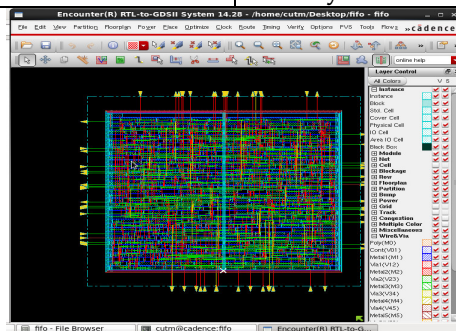 Encounter(R) RTL-to-GDSII System 14.28 - /home/cutm/Desktop/fifo - fifo
File Edit View Partition Floorplan Power Place Optimize Clock Route Timing Verify Options PVS Tools Flows cādence
online help
Layer Control
All Colors V S
Instance
Instance
Block
Std. Cell
Cover Cell
Physical Cell
IO Cell
Area IO Cell
Black Box
Module
Net
Cell
Blockage
Row
Floorplan
Partition
Bump
Power
Grid
Track
Congestion
Multiple Color
Miscellaneous
Wire&Via
Poly(M0)
Cont(V01)
Metal1(M1)
Via1(V12)
Metal2(M2)
Via2(V23)
Metal3(M3)
Via3(V34)
Metal4(M4)
Via4(V45)
Metal5(M5)
fifo - File Browser
cutm@cadence:fifo
Encounter(R) RTL-to-G...